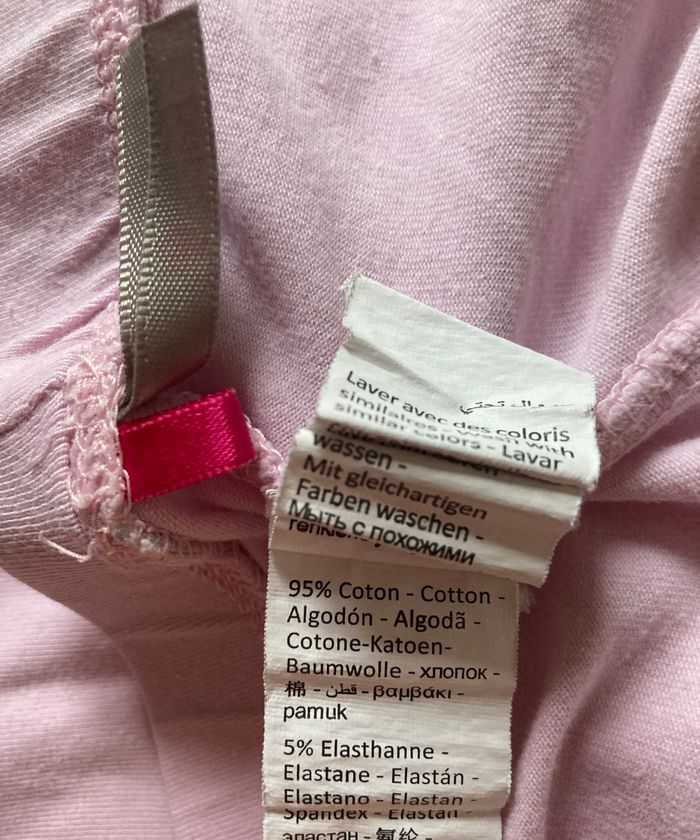 Laver avec des coloris
similaires - Wash with
similar colors - Lavar
wassen -
Mit gleichartigen
Farben waschen -
Мыть с похожими
95% Coton - Cotton -
Algodón - Algodã -
Cotone-Katoen-
Baumwolle - хлопок -
棉 - قطن - βαμβάκι -
pamuk
5% Elasthanne -
Elastane - Elastán -
Elastano - Elastan -
Spandex - Elastan -
эластан - 氨纶 -